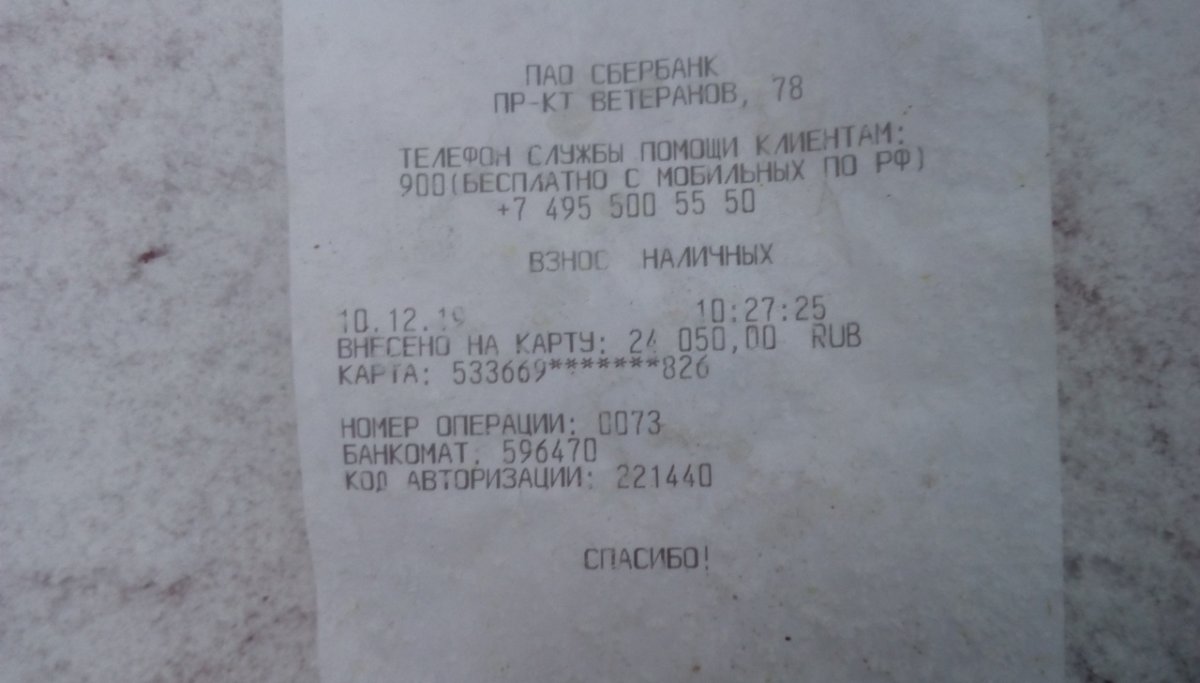 ПАО СБЕРБАНК
ПР-КТ ВЕТЕРАНОВ, 78
ТЕЛЕФОН СЛУЖБЫ ПОМОЩИ КЛИЕНТАМ:
900(БЕСПЛАТНО С МОБИЛЬНЫХ ПО РФ)
+7 495 500 55 50
ВЗНОС НАЛИЧНЫХ
10.12.19 10:27:25
ВНЕСЕНО НА КАРТУ: 24 050,00 RUB
КАРТА: 533669*******826
НОМЕР ОПЕРАЦИИ: 0073
БАНКОМАТ: 596470
КОД АВТОРИЗАЦИИ: 221440
СПАСИБО!